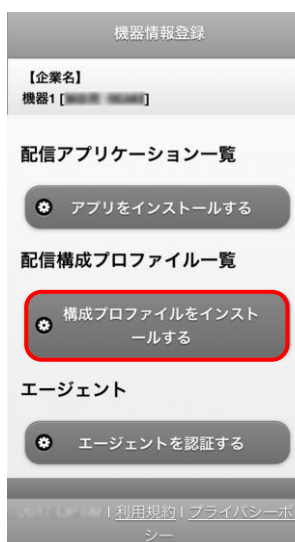 機器情報登録
【企業名】
機器1 [ ]
配信アプリケーション一覧
アプリをインストールする
配信構成プロファイル一覧
構成プロファイルをインスト
ールする
エージェント
エージェントを認証する
| 利用規約 | プライバシーポ
シー